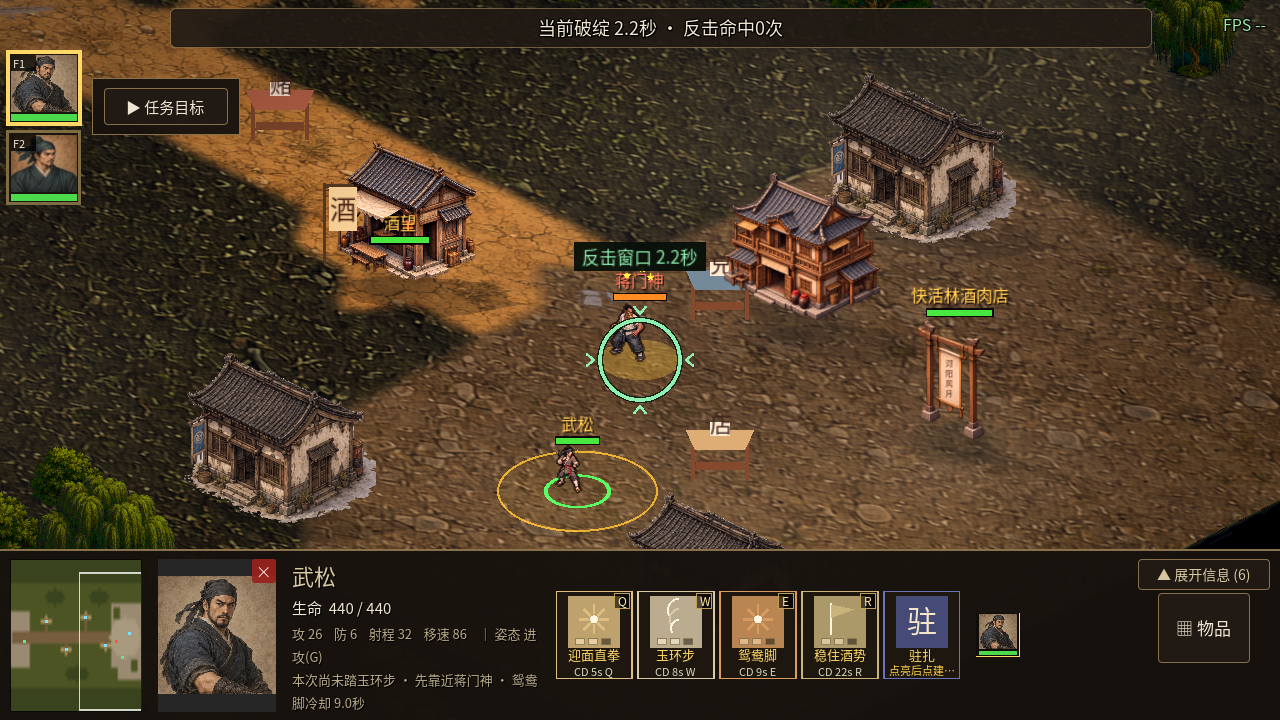 当前破绽 2.2秒 · 反击命中0次
FPS --
F1
▶ 任务目标
F2
酒
酒望
反击窗口 2.2秒
蒋门神
快活林酒肉店
武松
店
武松
生命 440 / 440
攻 26 防 6 射程 32 移速 86 | 姿态 进
攻(G)
本次尚未踏玉环步 · 先靠近蒋门神 · 鸳鸯
脚冷却 9.0秒
Q
迎面直拳
CD 5s Q
W
玉环步
CD 8s W
E
鸳鸯脚
CD 9s E
R
稳住酒势
CD 22s R
驻
驻扎
点亮后点建…
▲ 展开信息 (6)
▦ 物品